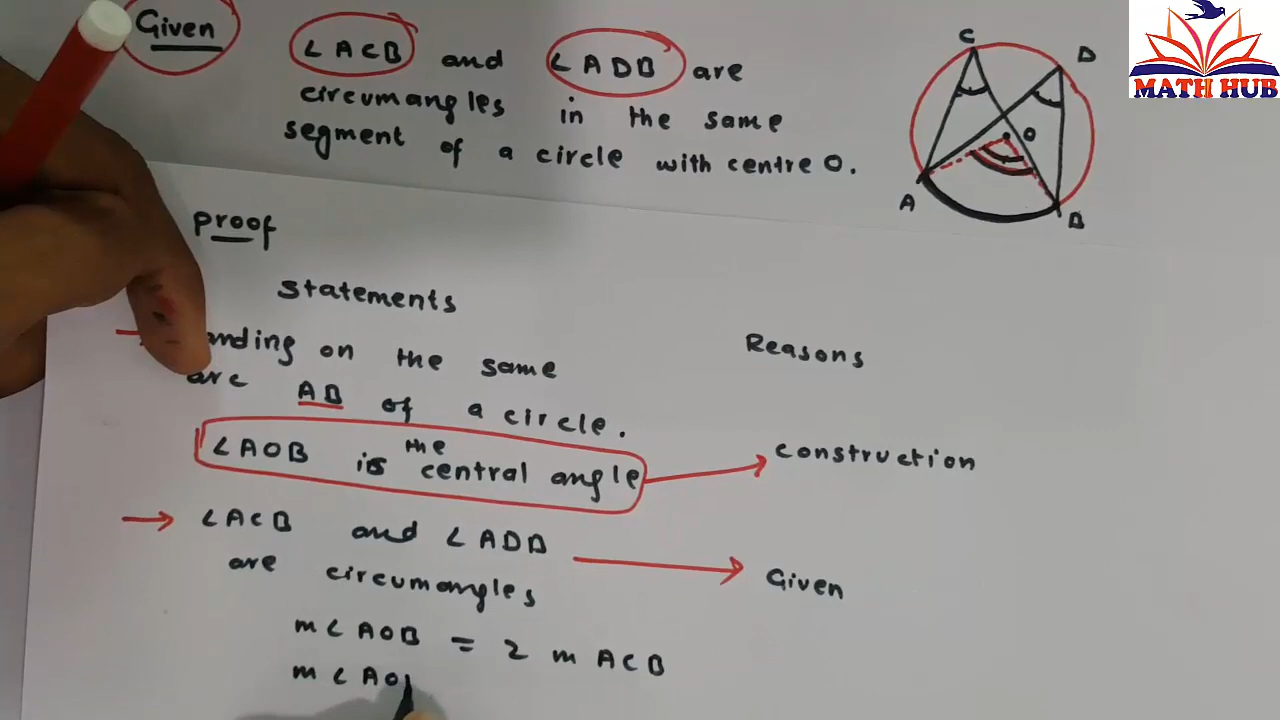 Given
∠ACB and ∠ADB are
circumangles in the same
segment of a circle with centre O.
C
D
O
A
B
MATH HUB
Proof
Statements
Reasons
anding on the same
arc AB of a circle.
∠AOB is the central angle
construction
∠ACB and ∠ADB
are circumangles
Given
m∠AOB = 2 m ACB
m∠AO